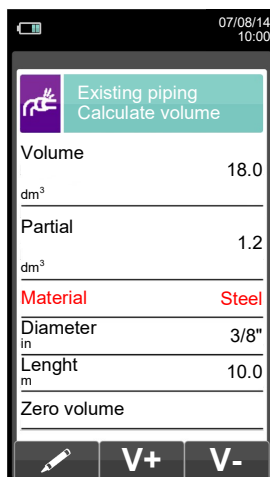 07/08/14
10:00
Existing piping
Calculate volume
Volume
18.0
dm³
Partial
1.2
dm³
Material Steel
Diameter
in 3/8"
Lenght
m 10.0
Zero volume
V+ V-